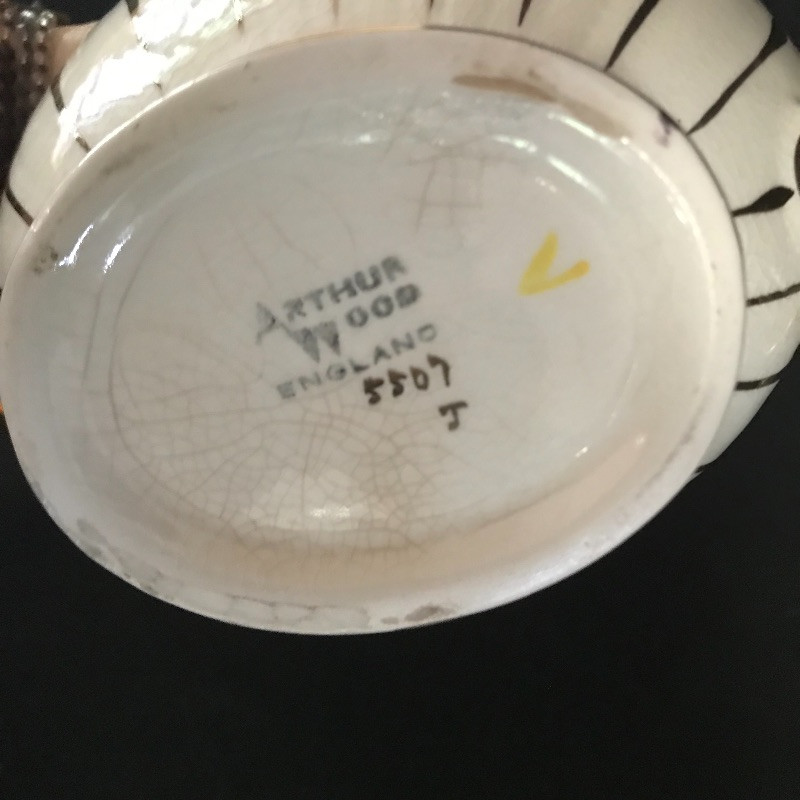 ARTHUR
WOOD
ENGLAND
5507
J
V